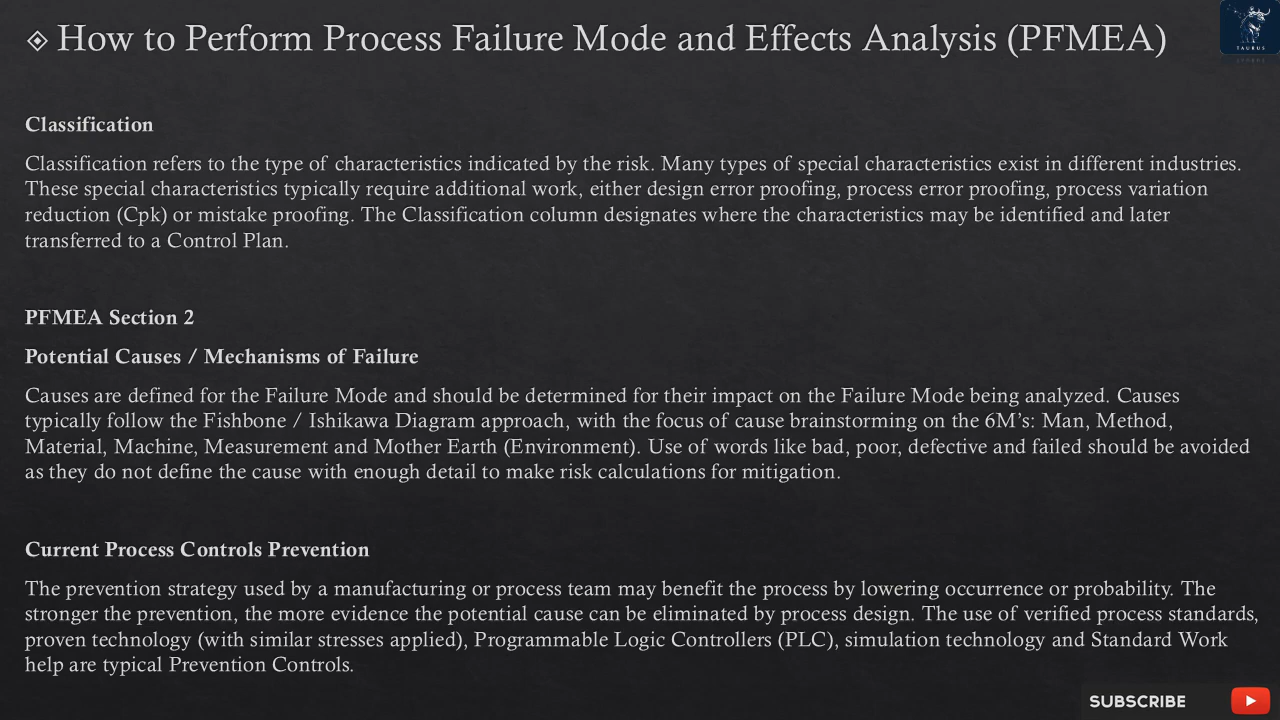 How to Perform Process Failure Mode and Effects Analysis (PFMEA)
TAURUS
Classification
Classification refers to the type of characteristics indicated by the risk. Many types of special characteristics exist in different industries.
These special characteristics typically require additional work, either design error proofing, process error proofing, process variation
reduction (Cpk) or mistake proofing. The Classification column designates where the characteristics may be identified and later
transferred to a Control Plan.
PFMEA Section 2
Potential Causes / Mechanisms of Failure
Causes are defined for the Failure Mode and should be determined for their impact on the Failure Mode being analyzed. Causes
typically follow the Fishbone / Ishikawa Diagram approach, with the focus of cause brainstorming on the 6M’s: Man, Method,
Material, Machine, Measurement and Mother Earth (Environment). Use of words like bad, poor, defective and failed should be avoided
as they do not define the cause with enough detail to make risk calculations for mitigation.
Current Process Controls Prevention
The prevention strategy used by a manufacturing or process team may benefit the process by lowering occurrence or probability. The
stronger the prevention, the more evidence the potential cause can be eliminated by process design. The use of verified process standards,
proven technology (with similar stresses applied), Programmable Logic Controllers (PLC), simulation technology and Standard Work
help are typical Prevention Controls.
SUBSCRIBE